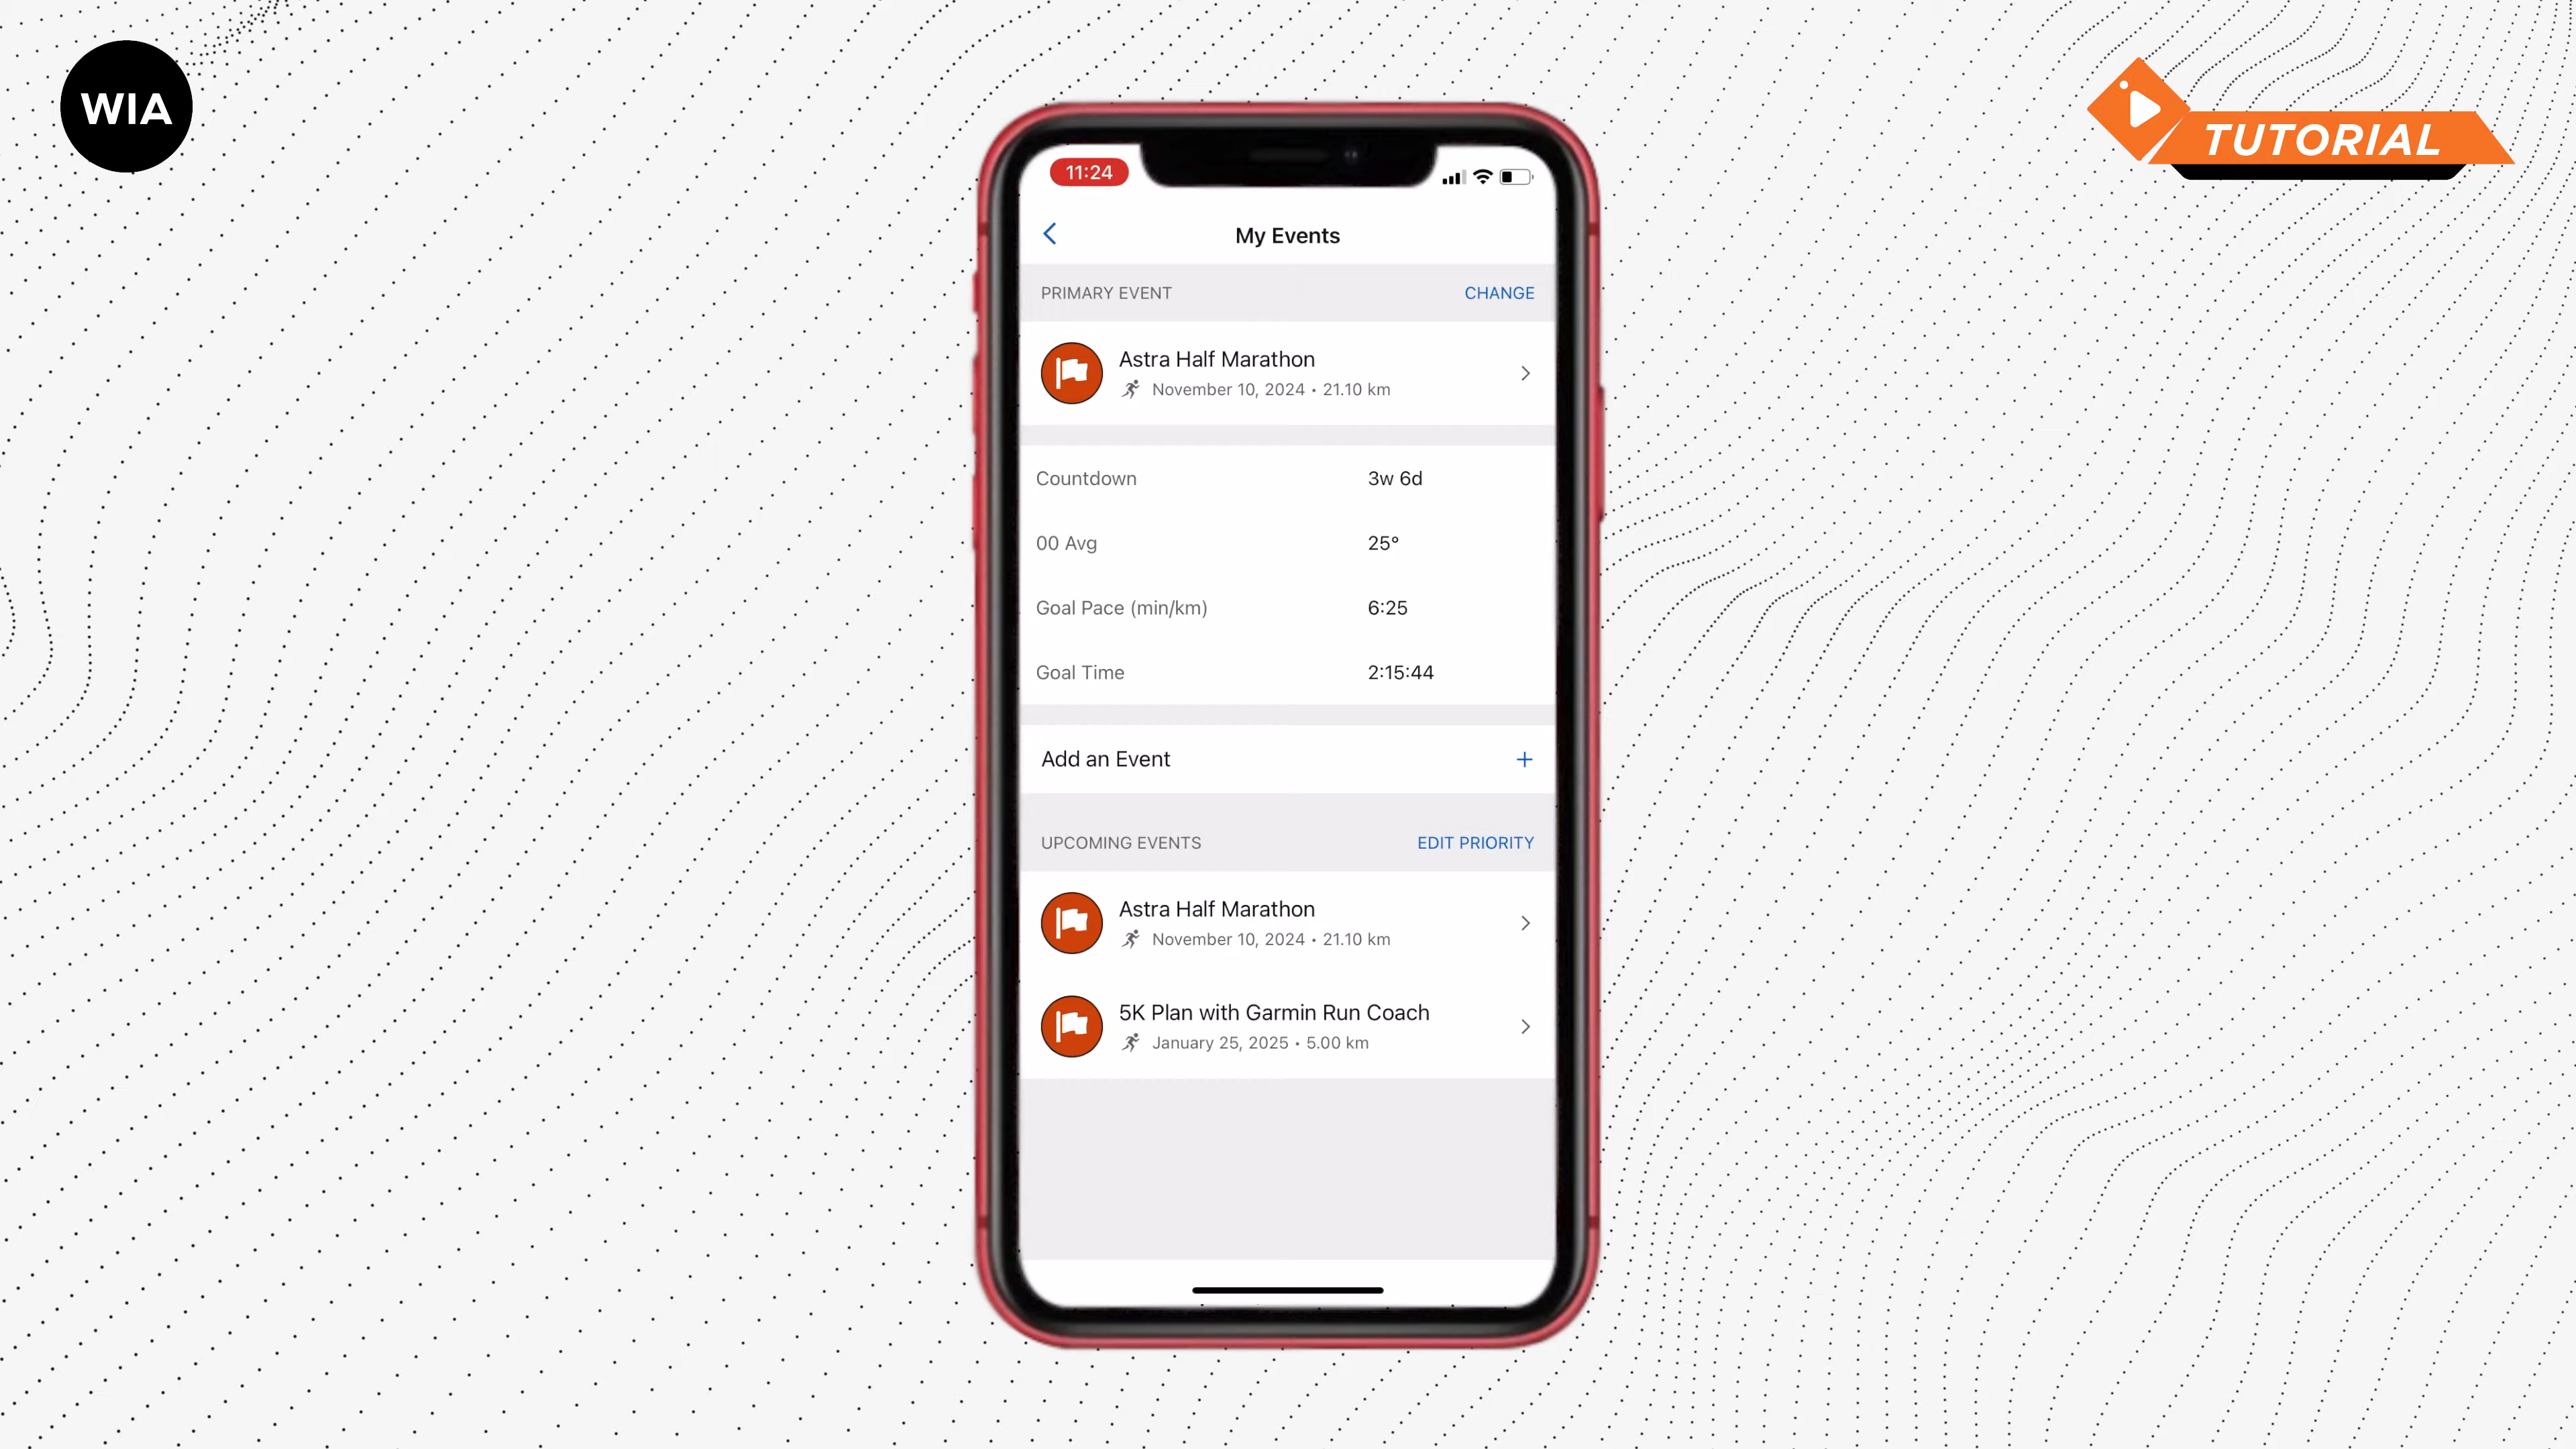 WIA
TUTORIAL
11:24
My Events
PRIMARY EVENT CHANGE
Astra Half Marathon
November 10, 2024 • 21.10 km
Countdown 3w 6d
00 Avg 25°
Goal Pace (min/km) 6:25
Goal Time 2:15:44
Add an Event +
UPCOMING EVENTS EDIT PRIORITY
Astra Half Marathon
November 10, 2024 • 21.10 km
5K Plan with Garmin Run Coach
January 25, 2025 • 5.00 km